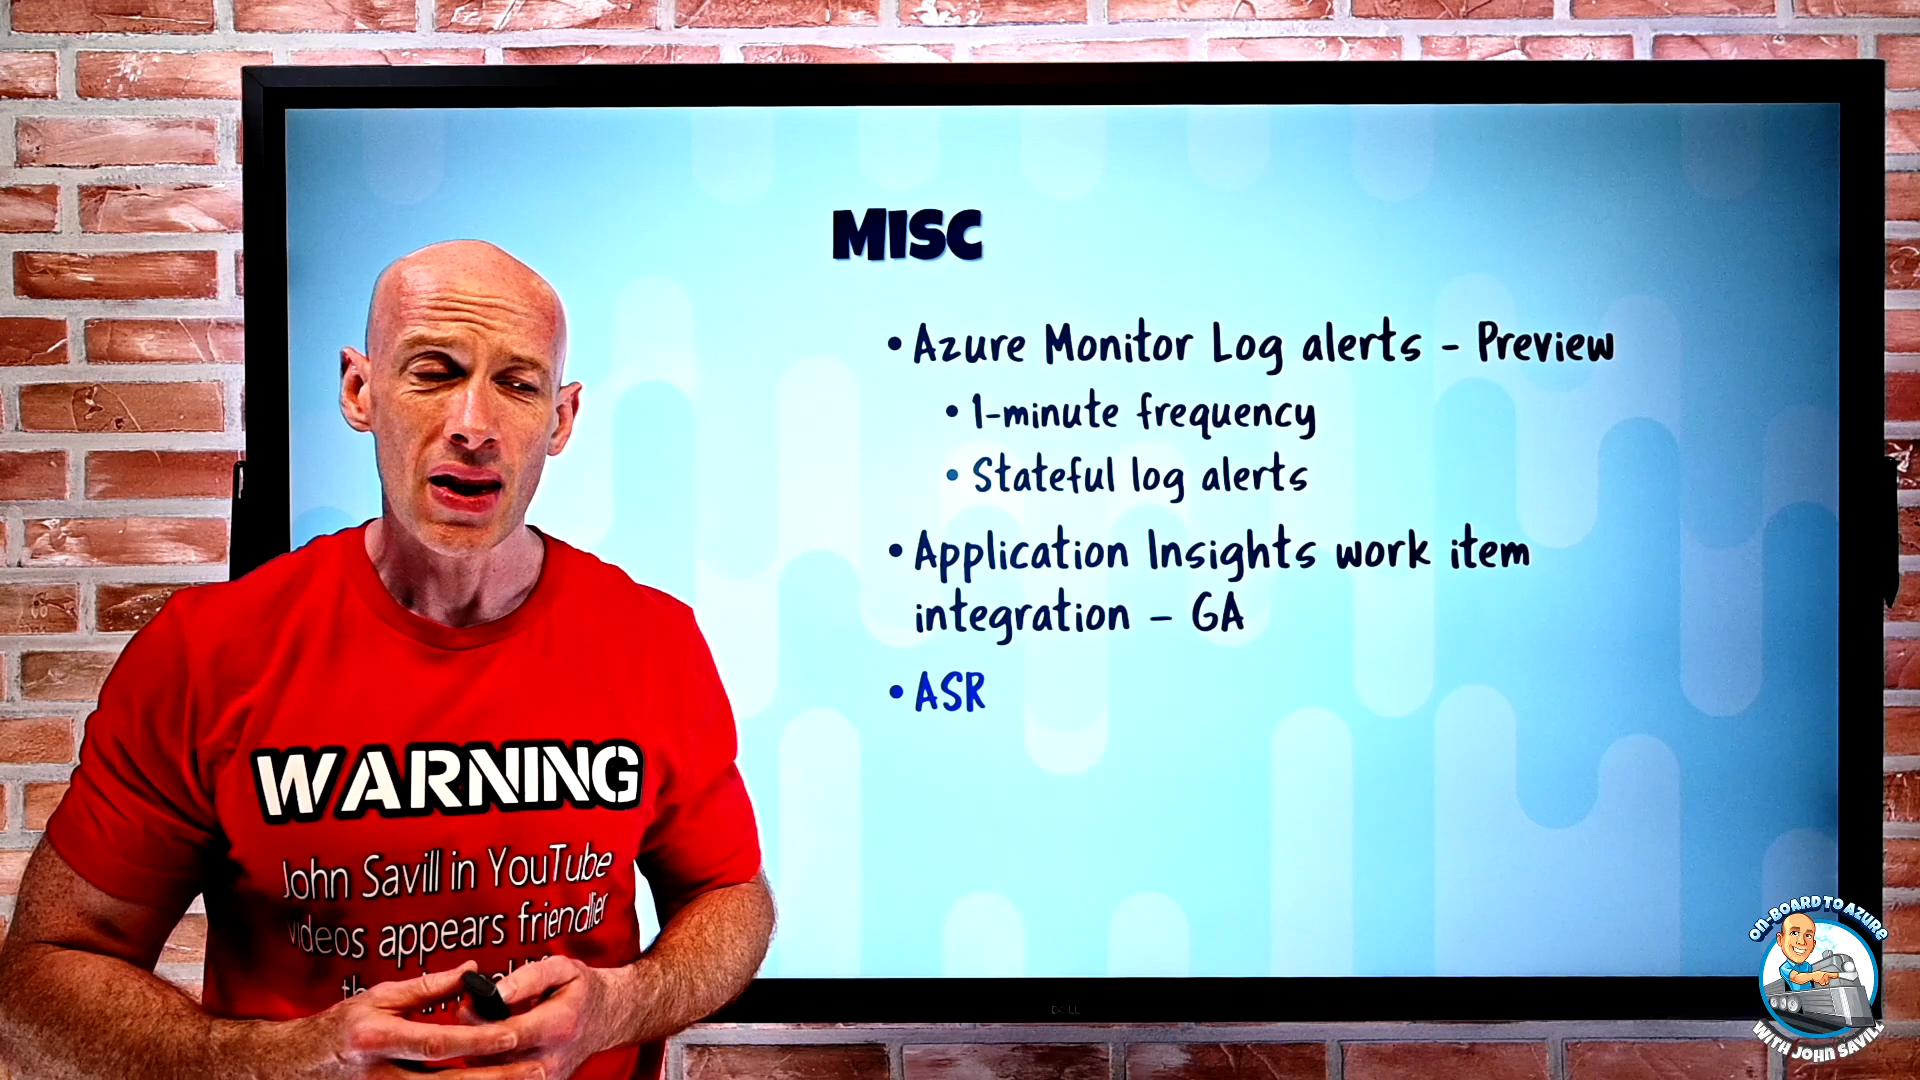 MISC
• Azure Monitor Log alerts - Preview
• 1-minute frequency
• Stateful log alerts
• Application Insights work item
integration – GA
• ASR
WARNING
John Savill in YouTube
videos appears friendlier
DELL
ON-BOARD TO AZURE
WITH JOHN SAVILL